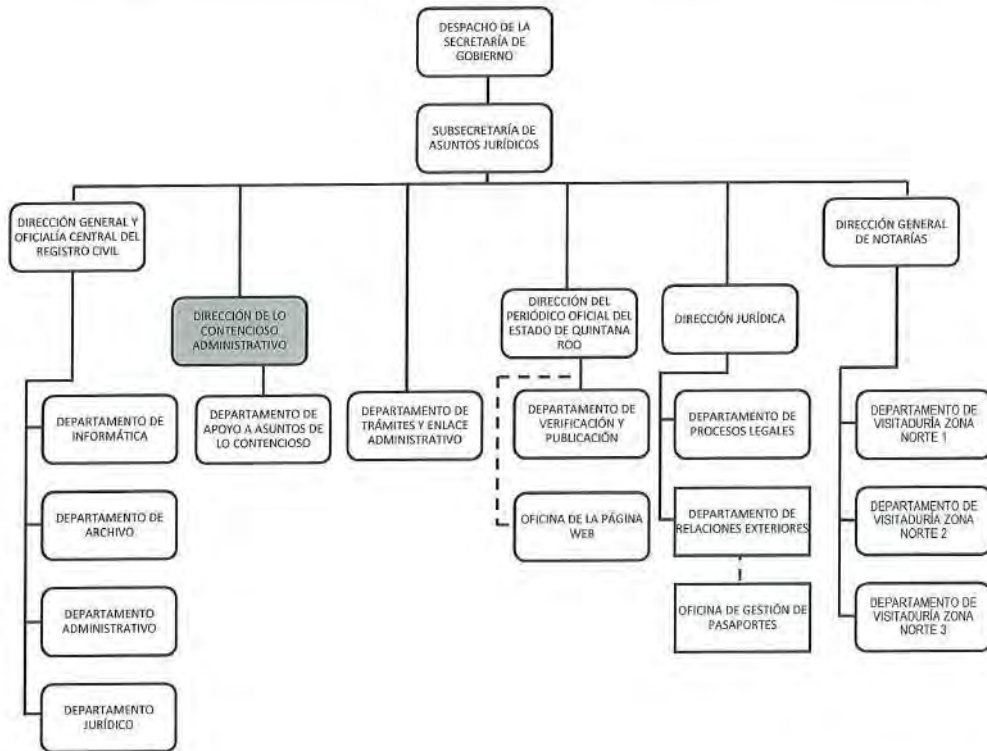 DESPACHO DE LA
SECRETARÍA DE
GOBIERNO
SUBSECRETARÍA DE
ASUNTOS JURÍDICOS
DIRECCIÓN GENERAL Y
OFICIALÍA CENTRAL DEL
REGISTRO CIVIL
DIRECCIÓN GENERAL
DE NOTARÍAS
DIRECCIÓN DE LO
CONTENCIOSO
ADMINISTRATIVO
DIRECCIÓN DEL
PERIÓDICO OFICIAL DEL
ESTADO DE QUINTANA
ROO
DIRECCIÓN JURÍDICA
DEPARTAMENTO
DE INFORMÁTICA
DEPARTAMENTO DE
APOYO A ASUNTOS DE
LO CONTENCIOSO
DEPARTAMENTO DE
TRÁMITES Y ENLACE
ADMINISTRATIVO
DEPARTAMENTO DE
VERIFICACIÓN Y
PUBLICACIÓN
DEPARTAMENTO DE
PROCESOS LEGALES
DEPARTAMENTO DE
VISITADURÍA ZONA
NORTE 1
DEPARTAMENTO DE
ARCHIVO
OFICINA DE LA PÁGINA
WEB
DEPARTAMENTO DE
RELACIONES EXTERIORES
DEPARTAMENTO DE
VISITADURÍA ZONA
NORTE 2
DEPARTAMENTO
ADMINISTRATIVO
OFICINA DE GESTIÓN DE
PASAPORTES
DEPARTAMENTO DE
VISITADURÍA ZONA
NORTE 3
DEPARTAMENTO
JURÍDICO